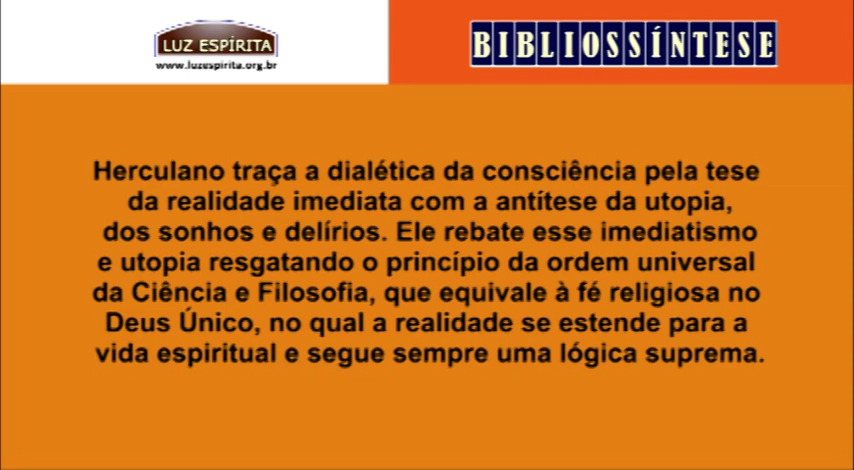 LUZ ESPÍRITA
www.luzespirita.org.br
BIBLIOSSÍNTESE
Herculano traça a dialética da consciência pela tese
da realidade imediata com a antítese da utopia,
dos sonhos e delírios. Ele rebate esse imediatismo
e utopia resgatando o princípio da ordem universal
da Ciência e Filosofia, que equivale à fé religiosa no
Deus Único, no qual a realidade se estende para a
vida espiritual e segue sempre uma lógica suprema.